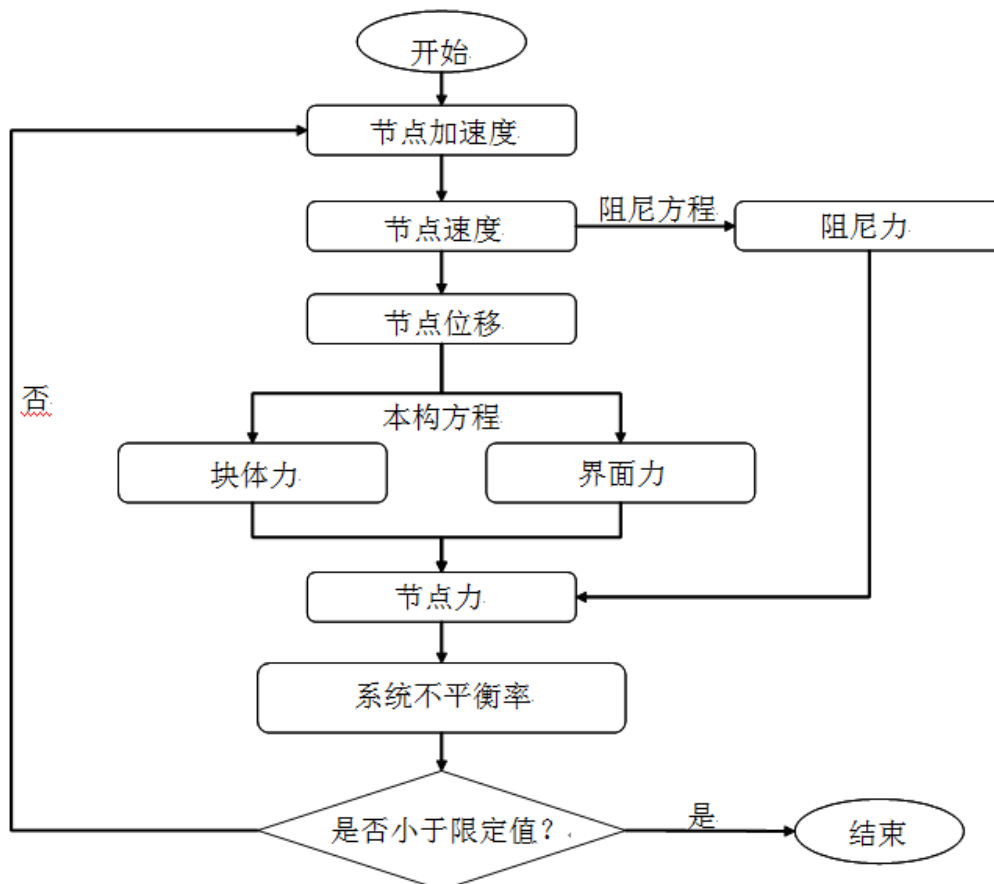 开始
节点加速度
节点速度
阻尼方程
阻尼力
节点位移
否
本构方程
块体力
界面力
节点力
系统不平衡率
是否小于限定值？
是
结束